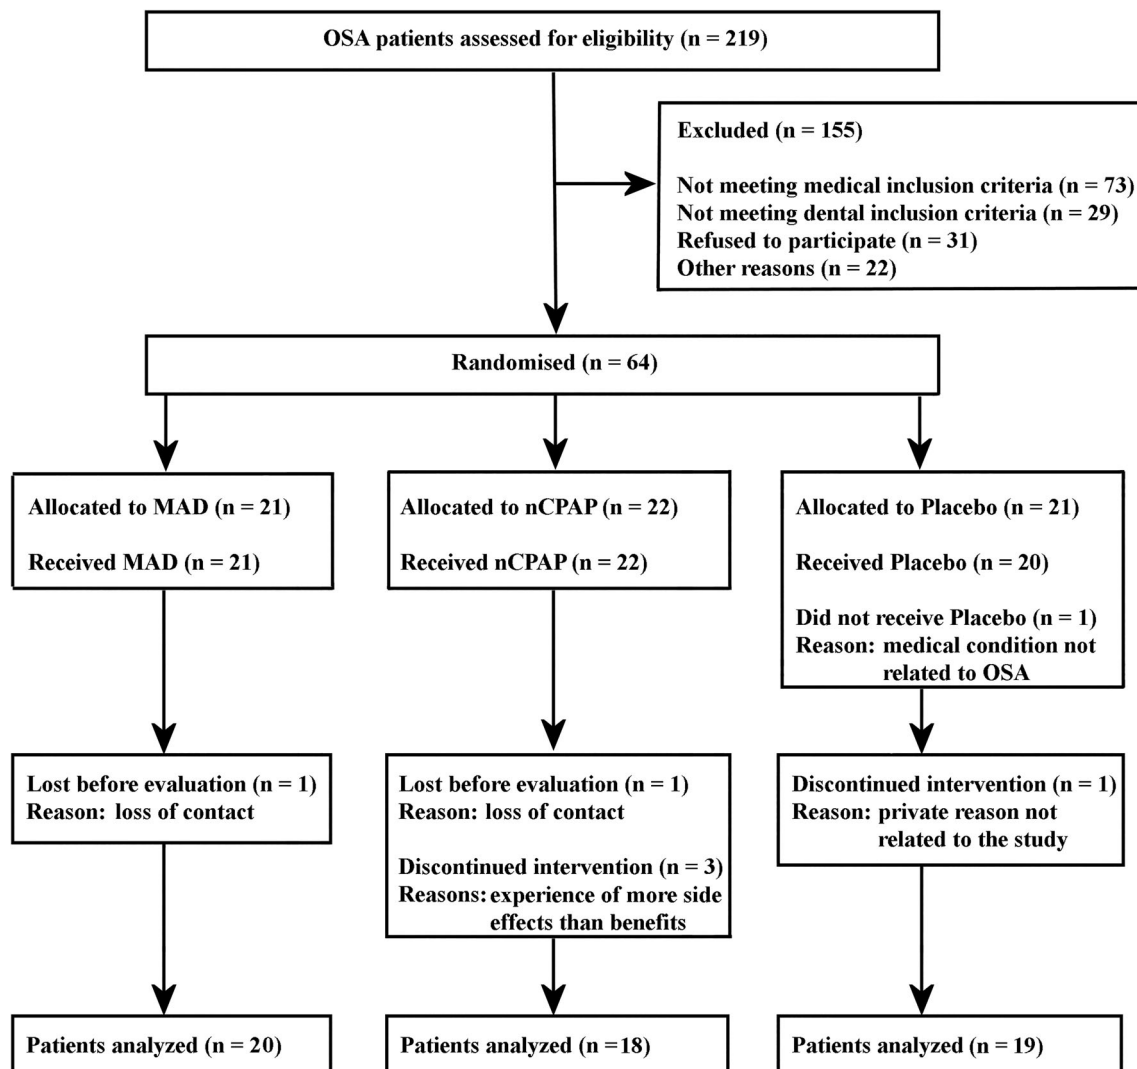 OSA patients assessed for eligibility (n = 219)
Excluded (n = 155)
Not meeting medical inclusion criteria (n = 73)
Not meeting dental inclusion criteria (n = 29)
Refused to participate (n = 31)
Other reasons (n = 22)
Randomised (n = 64)
Allocated to MAD (n = 21)
Received MAD (n = 21)
Allocated to nCPAP (n = 22)
Received nCPAP (n = 22)
Allocated to Placebo (n = 21)
Received Placebo (n = 20)
Did not receive Placebo (n = 1)
Reason: medical condition not
related to OSA
Lost before evaluation (n = 1)
Reason: loss of contact
Lost before evaluation (n = 1)
Reason: loss of contact
Discontinued intervention (n = 3)
Reasons: experience of more side
effects than benefits
Discontinued intervention (n = 1)
Reason: private reason not
related to the study
Patients analyzed (n = 20)
Patients analyzed (n =18)
Patients analyzed (n = 19)